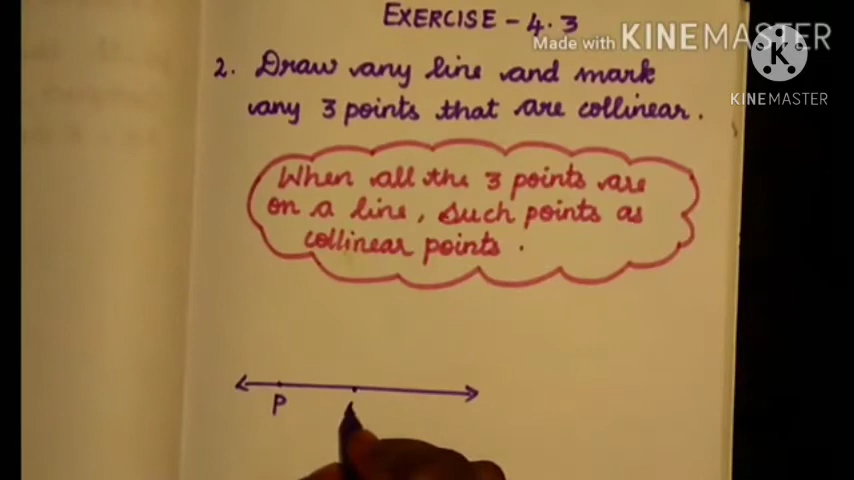 EXERCISE - 4.3
Made with KINEMASTER
K
KINEMASTER
2. Draw any line and mark
any 3 points that are collinear.
When all the 3 points are
on a line, such points as
collinear points.
P